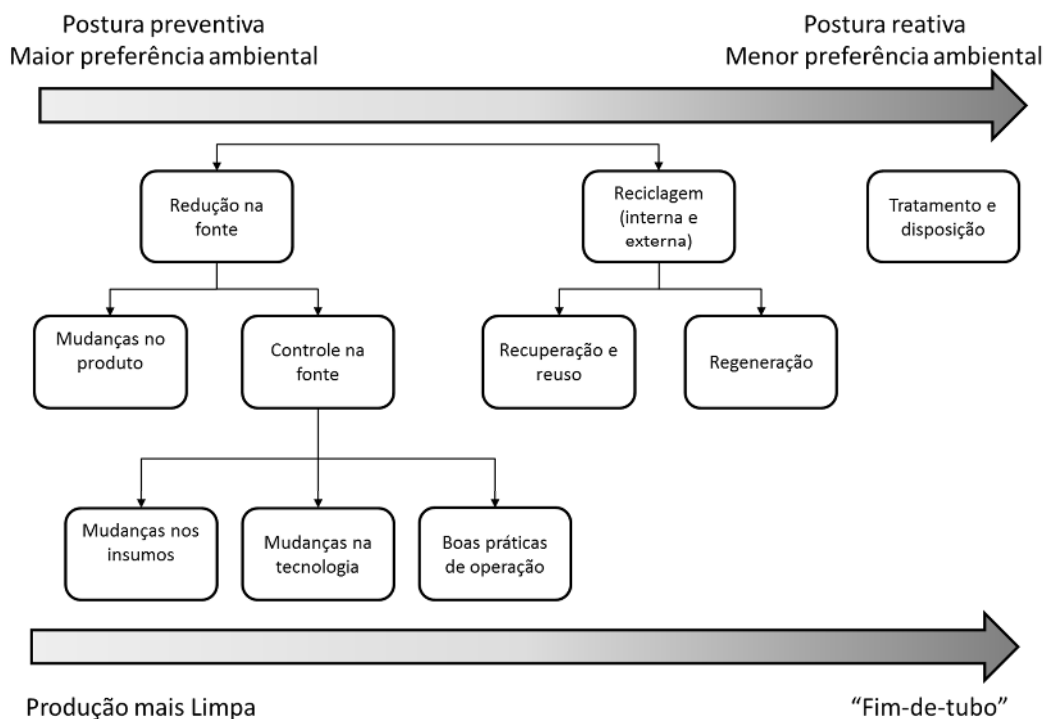 Postura preventiva
Maior preferência ambiental
Postura reativa
Menor preferência ambiental
Redução na
fonte
Reciclagem
(interna e
externa)
Tratamento e
disposição
Mudanças no
produto
Controle na
fonte
Recuperação e
reuso
Regeneração
Mudanças nos
insumos
Mudanças na
tecnologia
Boas práticas
de operação
Produção mais Limpa
“Fim-de-tubo”